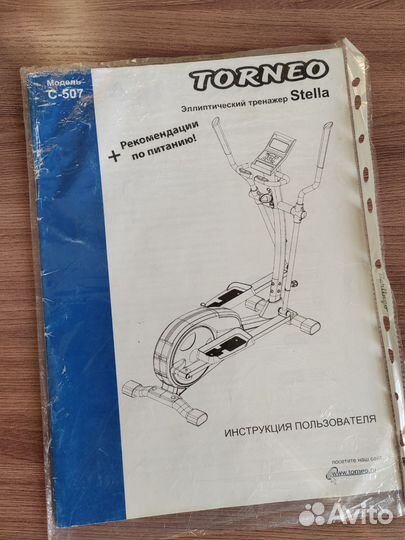 Модель
C-507
TORNEO
Эллиптический тренажер Stella
+ Рекомендации
по питанию!
ИНСТРУКЦИЯ ПОЛЬЗОВАТЕЛЯ
посетите наш сайт
www.torneo.ru
Avito